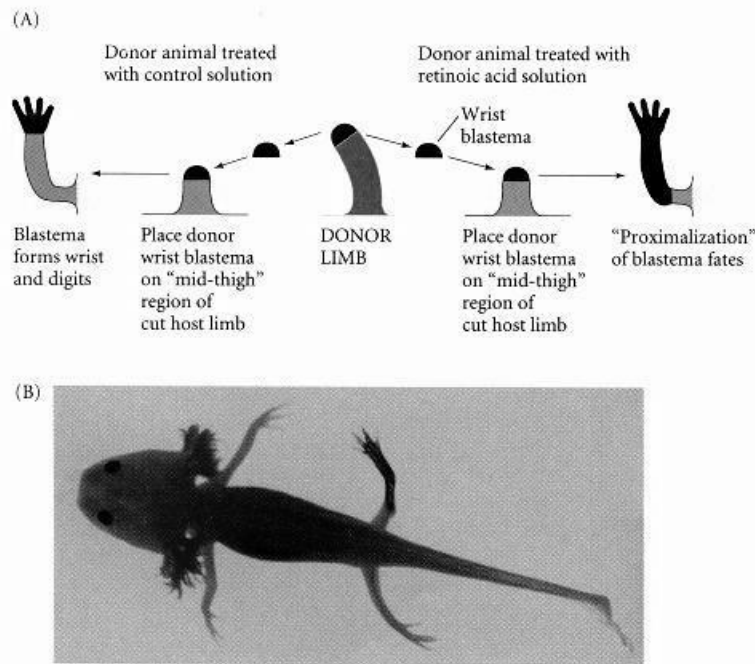 (A)
Donor animal treated
with control solution
Donor animal treated with
retinoic acid solution
Wrist
blastema
Blastema
forms wrist
and digits
Place donor
wrist blastema
on “mid-thigh”
region of
cut host limb
DONOR
LIMB
Place donor
wrist blastema
on “mid-thigh”
region of
cut host limb
“Proximalization”
of blastema fates
(B)